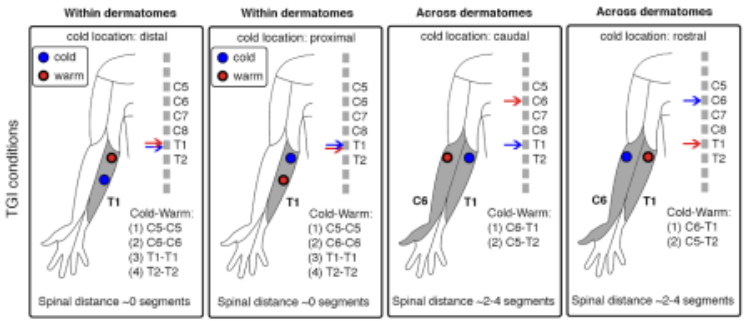 Within dermatomes
Within dermatomes
Across dermatomes
Across dermatomes
TGI conditions
cold location: distal
cold
warm
C5
C6
C7
C8
T1
T2
T1
Cold-Warm:
(1) C5-C5
(2) C6-C6
(3) T1-T1
(4) T2-T2
Spinal distance ~0 segments
cold location: proximal
cold
warm
C5
C6
C7
C8
T1
T2
T1
Cold-Warm:
(1) C5-C5
(2) C6-C6
(3) T1-T1
(4) T2-T2
Spinal distance ~0 segments
cold location: caudal
C5
C6
C7
C8
T1
T2
C6
T1
Cold-Warm:
(1) C6-T1
(2) C5-T2
Spinal distance ~2-4 segments
cold location: rostral
C5
C6
C7
C8
T1
T2
C6
T1
Cold-Warm:
(1) C6-T1
(2) C5-T2
Spinal distance ~2-4 segments